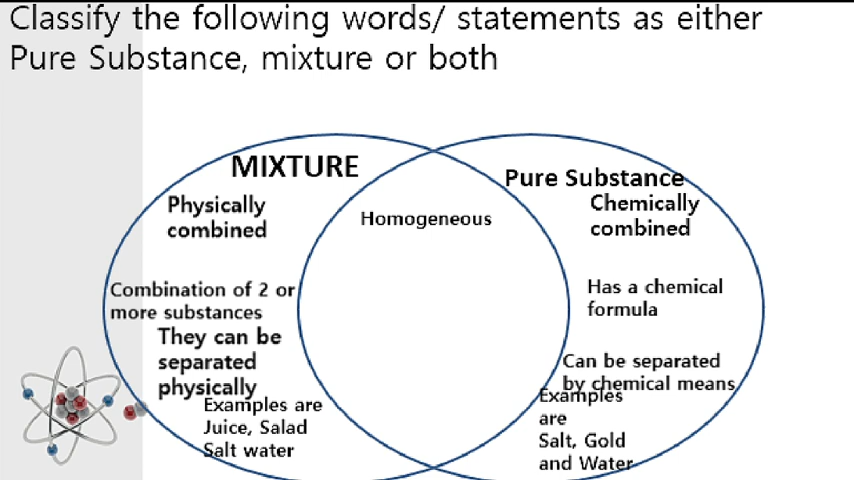 Classify the following words/ statements as either
Pure Substance, mixture or both
MIXTURE
Physically
combined
Combination of 2 or
more substances
They can be
separated
physically
Examples are
Juice, Salad
Salt water
Homogeneous
Pure Substance
Chemically
combined
Has a chemical
formula
Can be separated
by chemical means
Examples
are
Salt, Gold
and Water